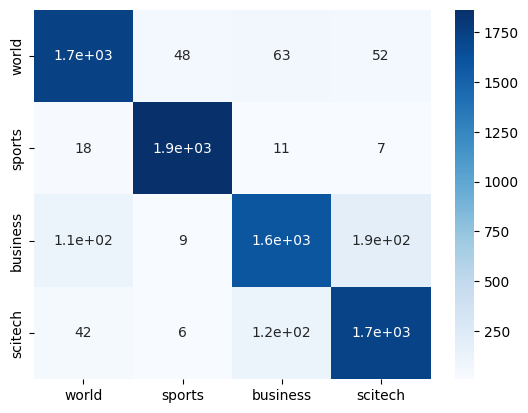 1750
world 1.7e+03 48 63 52
1500
1250
sports 18 1.9e+03 11 7
1000
business 1.1e+02 9 1.6e+03 1.9e+02
750
500
scitech 42 6 1.2e+02 1.7e+03
250
world sports business scitech